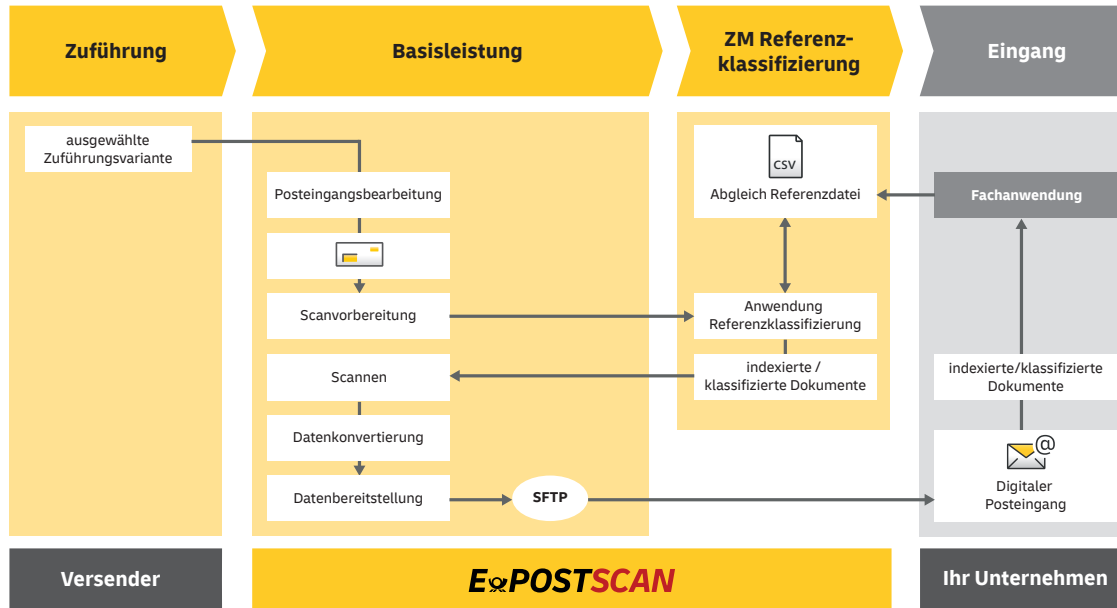 Zuführung
Basisleistung
ZM Referenz-
klassifizierung
Eingang
ausgewählte
Zuführungsvariante
Posteingangsbearbeitung
Scanvorbereitung
Scannen
Datenkonvertierung
Datenbereitstellung
SFTP
CSV
Abgleich Referenzdatei
Anwendung
Referenzklassifizierung
indexierte /
klassifizierte Dokumente
Fachanwendung
indexierte/klassifizierte
Dokumente
@
Digitaler
Posteingang
Versender
E POSTSCAN
Ihr Unternehmen